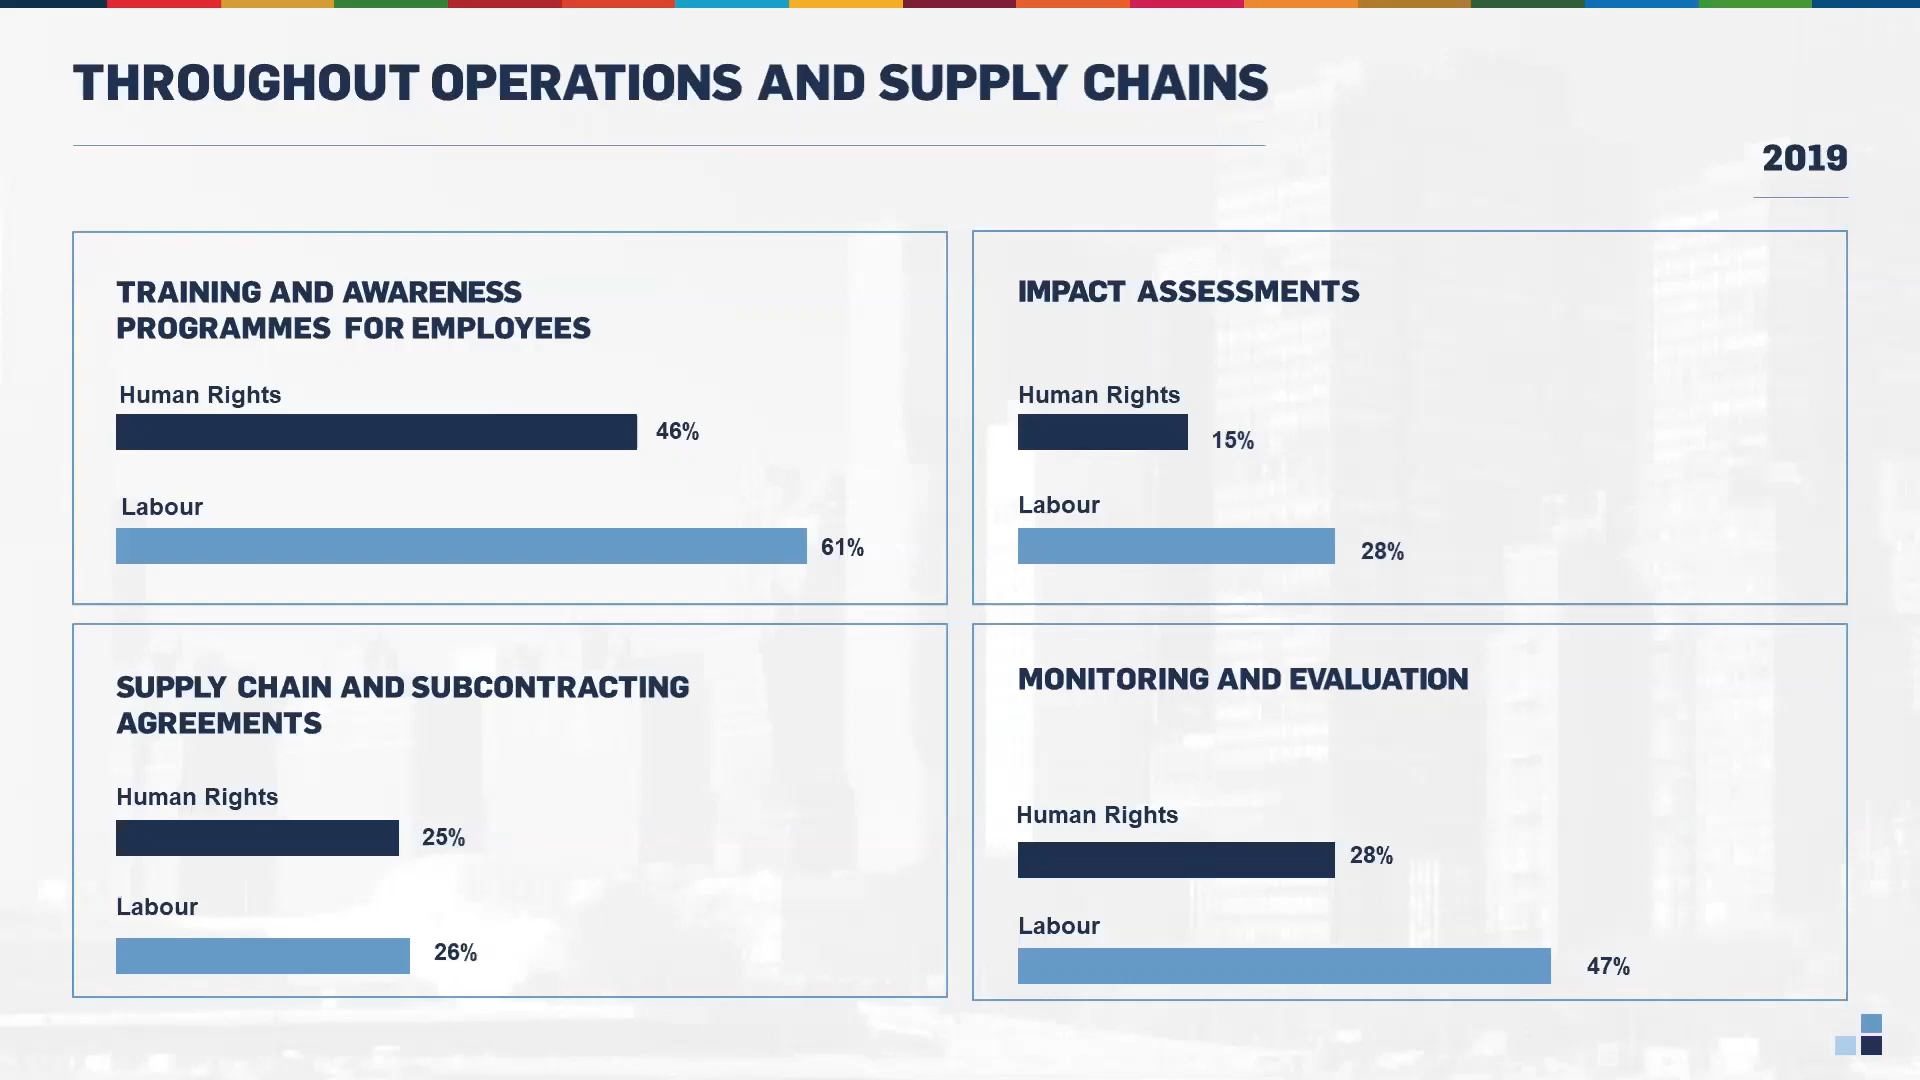 THROUGHOUT OPERATIONS AND SUPPLY CHAINS
2019
TRAINING AND AWARENESS
PROGRAMMES FOR EMPLOYEES
Human Rights
46%
Labour
61%
IMPACT ASSESSMENTS
Human Rights
15%
Labour
28%
SUPPLY CHAIN AND SUBCONTRACTING
AGREEMENTS
Human Rights
25%
Labour
26%
MONITORING AND EVALUATION
Human Rights
28%
Labour
47%